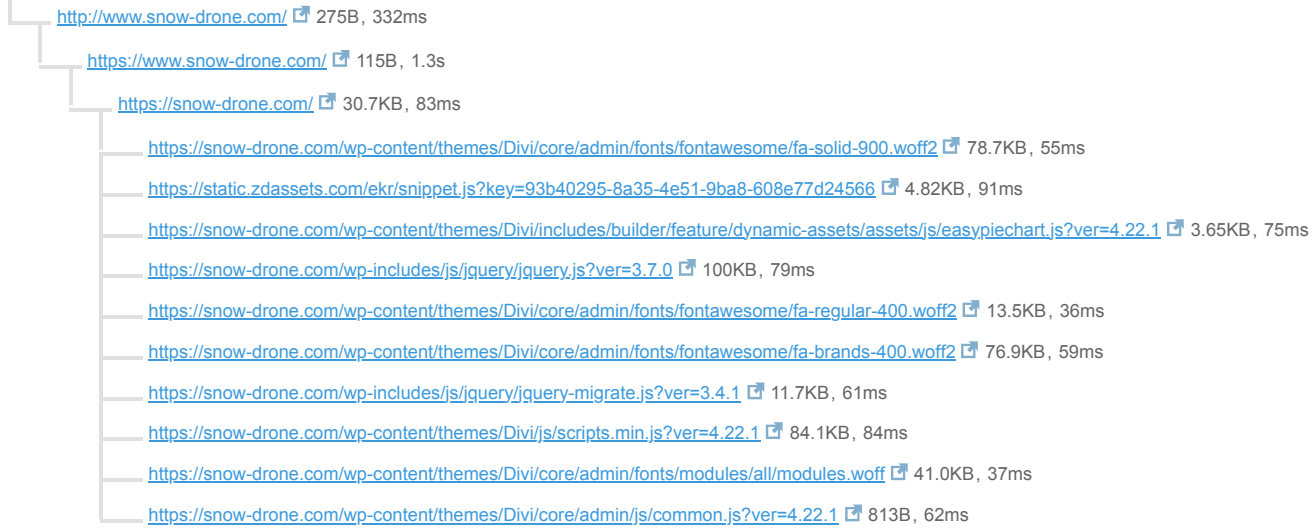 http://www.snow-drone.com/ 275B, 332ms
https://www.snow-drone.com/ 115B, 1.3s
https://snow-drone.com/ 30.7KB, 83ms
https://snow-drone.com/wp-content/themes/Divi/core/admin/fonts/fontawesome/fa-solid-900.woff2 78.7KB, 55ms
https://static.zdassets.com/ekr/snippet.js?key=93b40295-8a35-4e51-9ba8-608e77d24566 4.82KB, 91ms
https://snow-drone.com/wp-content/themes/Divi/includes/builder/feature/dynamic-assets/assets/js/easypiechart.js?ver=4.22.1 3.65KB, 75ms
https://snow-drone.com/wp-includes/js/jquery/jquery.js?ver=3.7.0 100KB, 79ms
https://snow-drone.com/wp-content/themes/Divi/core/admin/fonts/fontawesome/fa-regular-400.woff2 13.5KB, 36ms
https://snow-drone.com/wp-content/themes/Divi/core/admin/fonts/fontawesome/fa-brands-400.woff2 76.9KB, 59ms
https://snow-drone.com/wp-includes/js/jquery/jquery-migrate.js?ver=3.4.1 11.7KB, 61ms
https://snow-drone.com/wp-content/themes/Divi/js/scripts.min.js?ver=4.22.1 84.1KB, 84ms
https://snow-drone.com/wp-content/themes/Divi/core/admin/fonts/modules/all/modules.woff 41.0KB, 37ms
https://snow-drone.com/wp-content/themes/Divi/core/admin/js/common.js?ver=4.22.1 813B, 62ms